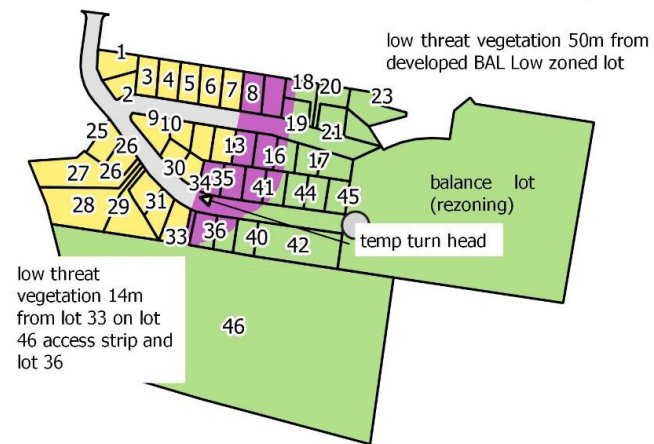 low threat vegetation 50m from
developed BAL Low zoned lot
1
3 4 5 6 7 8 18 20 23
2
9 10 13 19 21
25 26 16 17
27 26 30 34 35 41 44 45
28 29 31 33 36 40 42
balance lot
(rezoning)
temp turn head
low threat
vegetation 14m
from lot 33 on lot
46 access strip and
lot 36
46